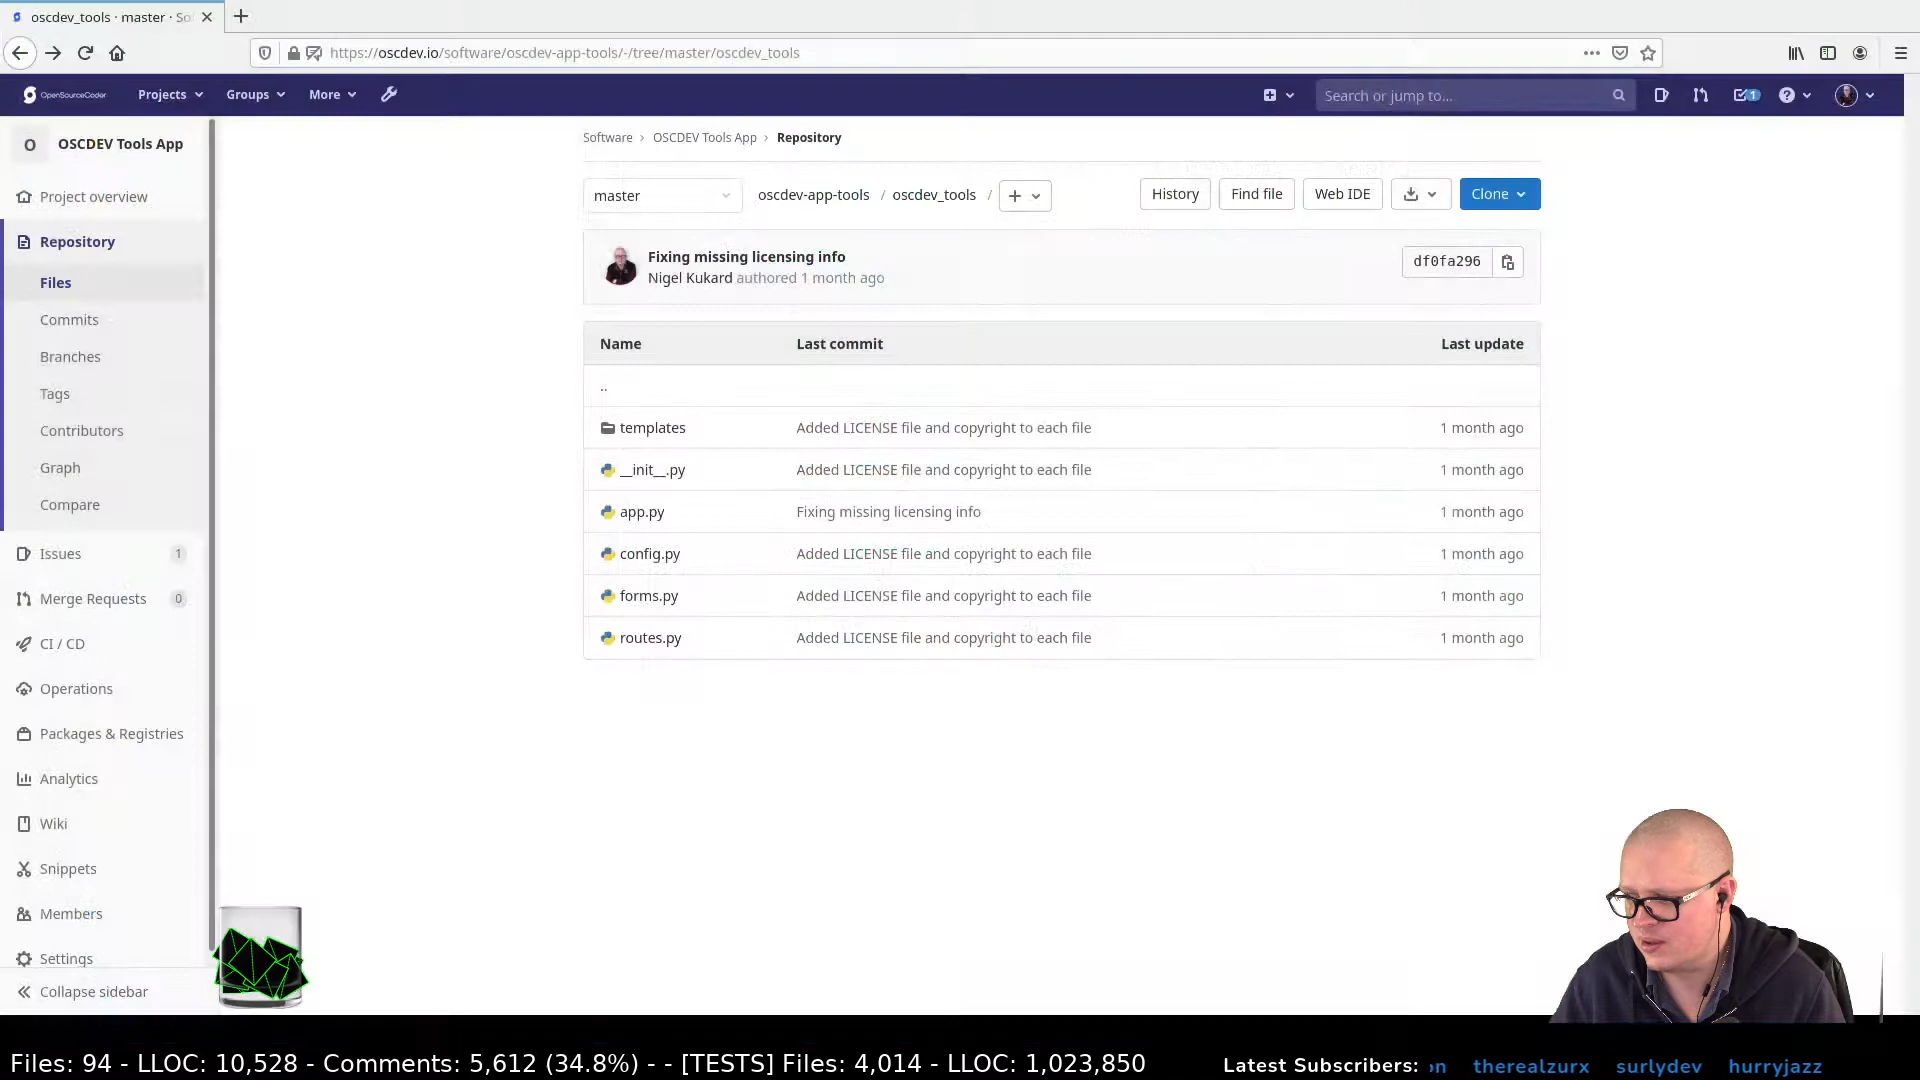 oscdev_tools · master · So
https://oscdev.io/software/oscdev-app-tools/-/tree/master/oscdev_tools
OpenSourceCoder
Projects
Groups
More
Search or jump to...
1
O
OSCDEV Tools App
Project overview
Repository
Files
Commits
Branches
Tags
Contributors
Graph
Compare
Issues 1
Merge Requests 0
CI / CD
Operations
Packages & Registries
Analytics
Wiki
Snippets
Members
Settings
Collapse sidebar
Software › OSCDEV Tools App › Repository
master
oscdev-app-tools / oscdev_tools /
History
Find file
Web IDE
Clone
Fixing missing licensing info
Nigel Kukard authored 1 month ago
df0fa296
Name Last commit Last update
..
templates Added LICENSE file and copyright to each file 1 month ago
__init__.py Added LICENSE file and copyright to each file 1 month ago
app.py Fixing missing licensing info 1 month ago
config.py Added LICENSE file and copyright to each file 1 month ago
forms.py Added LICENSE file and copyright to each file 1 month ago
routes.py Added LICENSE file and copyright to each file 1 month ago
Files: 94 - LLOC: 10,528 - Comments: 5,612 (34.8%) - - [TESTS] Files: 4,014 - LLOC: 1,023,850
Latest Subscribers: on therealzurx surlydev hurryjazz